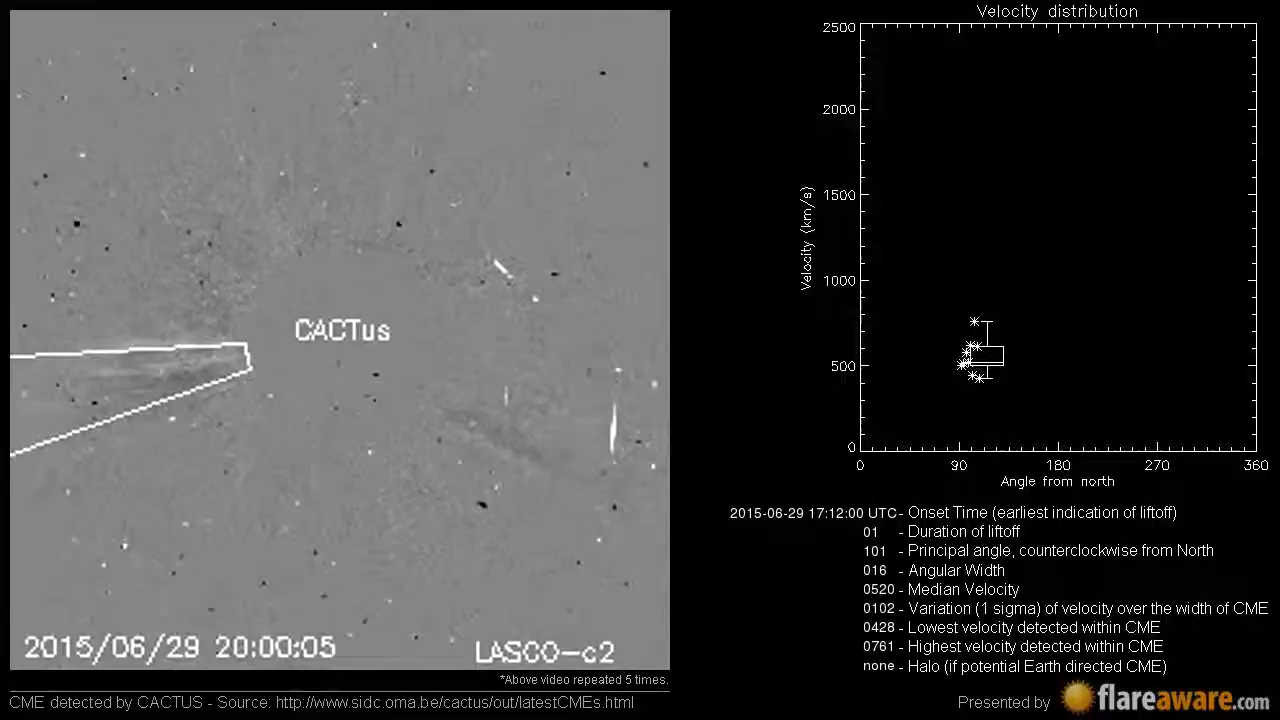 CACTus
2015/06/29 20:00:05
LASCO-c2
*Above video repeated 5 times.
CME detected by CACTUS - Source: http://www.sidc.oma.be/cactus/out/latestCMEs.html
Velocity distribution
Velocity (km/s)
2500
2000
1500
1000
500
0
0 90 180 270 360
Angle from north
2015-06-29 17:12:00 UTC - Onset Time (earliest indication of liftoff)
01 - Duration of liftoff
101 - Principal angle, counterclockwise from North
016 - Angular Width
0520 - Median Velocity
0102 - Variation (1 sigma) of velocity over the width of CME
0428 - Lowest velocity detected within CME
0761 - Highest velocity detected within CME
none - Halo (if potential Earth directed CME)
Presented by flareaware.com